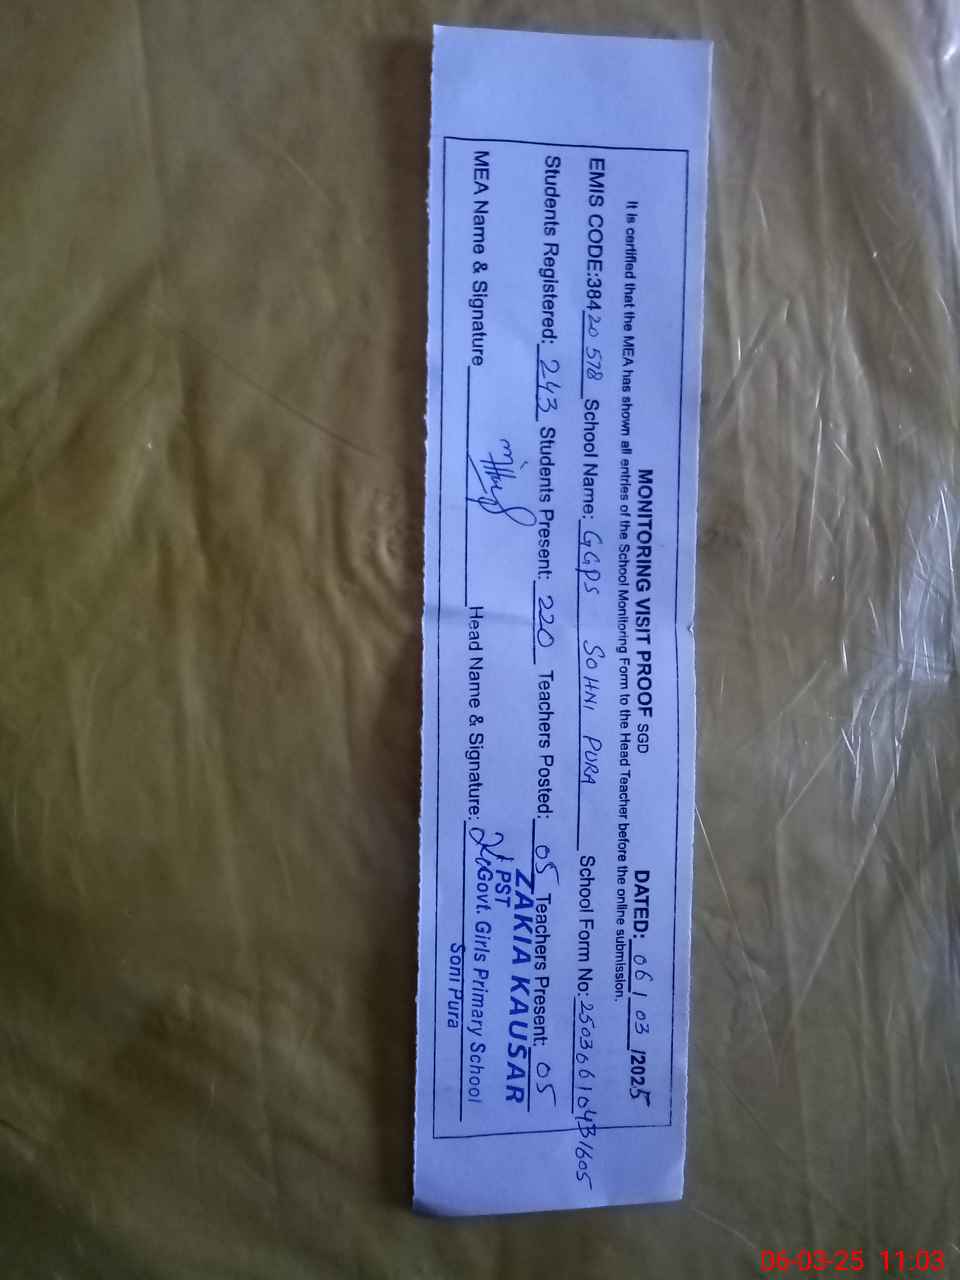 MONITORING VISIT PROOF SGD DATED: 06 / 03 /2025
It is certified that the MEA has shown all entries of the School Monitoring Form to the Head Teacher before the online submission.
EMIS CODE:38420578 School Name: GGPS SOHNI PURA School Form No: 250306610431605
Students Registered: 243 Students Present: 220 Teachers Posted: 05 Teachers Present: 05
MEA Name & Signature Head Name & Signature:
ZAKIA KAUSAR
PST
Govt. Girls Primary School
Soni Pura
06-03-25 11:03